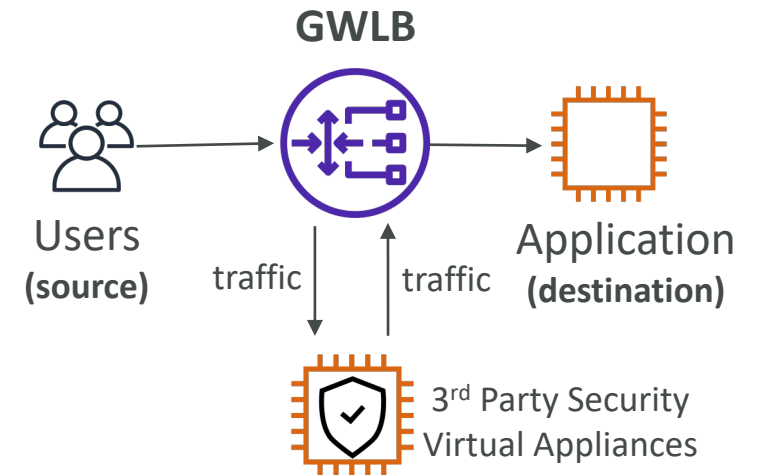 GWLB
Users
(source)
Application
(destination)
traffic
traffic
3rd Party Security
Virtual Appliances